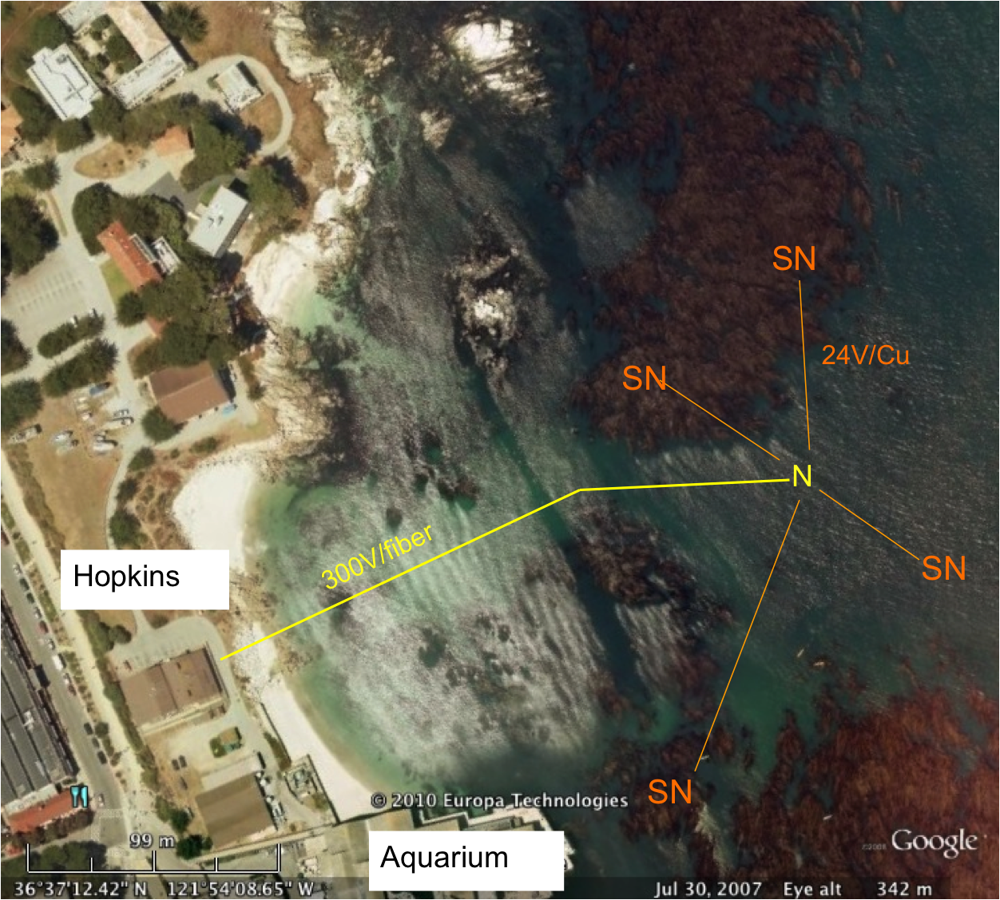 SN
24V/Cu
SN
N
300V/fiber
SN
Hopkins
SN
© 2010 Europa Technologies
99 m
Google
Aquarium
36°37'12.42" N 121°54'08.65" W
Jul 30, 2007 Eye alt 342 m